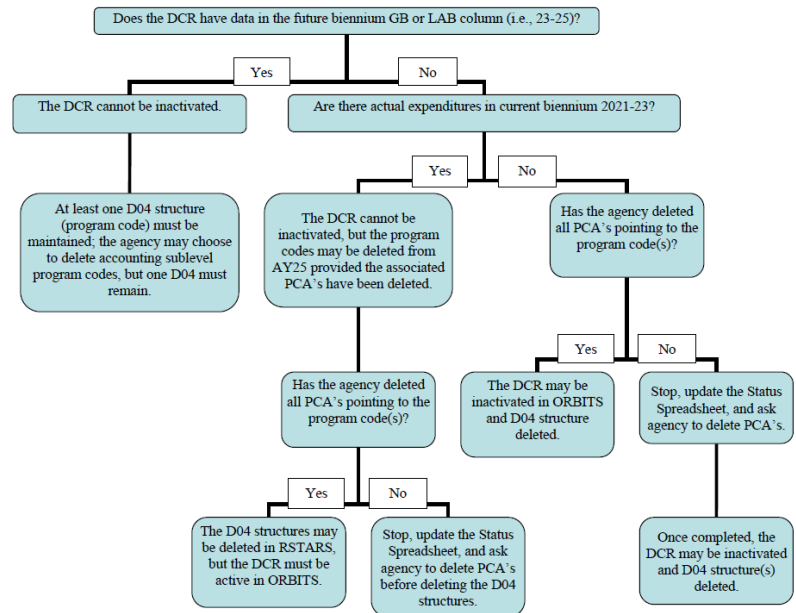 Does the DCR have data in the future biennium GB or LAB column (i.e., 23-25)?
Yes
No
The DCR cannot be inactivated.
Are there actual expenditures in current biennium 2021-23?
Yes
No
At least one D04 structure
(program code) must be
maintained; the agency may choose
to delete accounting sublevel
program codes, but one D04 must
remain.
The DCR cannot be
inactivated, but the program
codes may be deleted from
AY25 provided the associated
PCA's have been deleted.
Has the agency deleted
all PCA's pointing to the
program code(s)?
Yes
No
Has the agency deleted
all PCA's pointing to the
program code(s)?
The DCR may be
inactivated in ORBITS
and D04 structure
deleted.
Stop, update the Status
Spreadsheet, and ask
agency to delete PCA's.
Yes
No
The D04 structures may
be deleted in RSTARS,
but the DCR must be
active in ORBITS.
Stop, update the Status
Spreadsheet, and ask
agency to delete PCA's
before deleting the D04
structures.
Once completed, the
DCR may be inactivated
and D04 structure(s)
deleted.